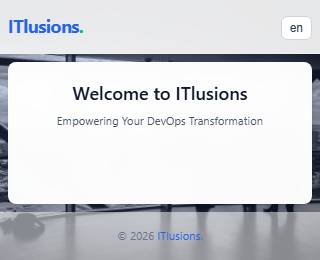 ITlusions.
en
Welcome to ITlusions
Empowering Your DevOps Transformation
© 2026 ITlusions.